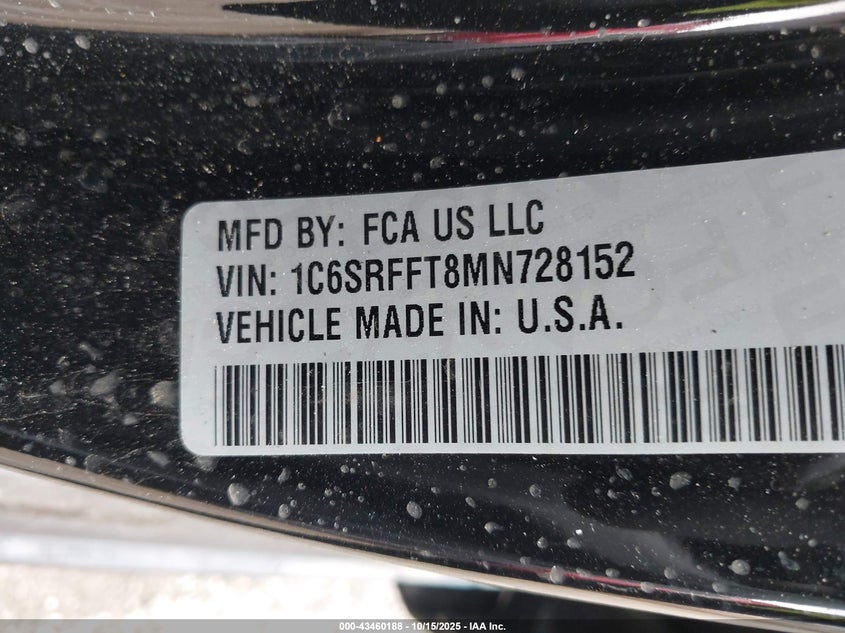 MFD BY: FCA US LLC
VIN: 1C6SRFFT8MN728152
VEHICLE MADE IN: U.S.A.
000-43460188 - 10/15/2025 - IAA Inc.